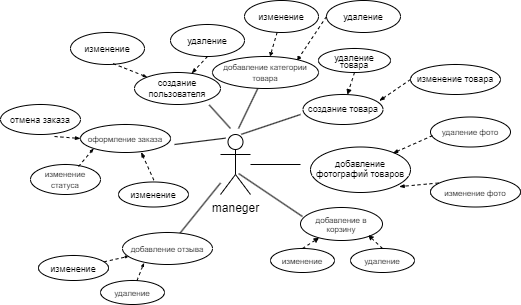 изменение
удаление
изменение
удаление
создание
пользователя
добавление категории
товара
удаление
товара
изменение товара
создание товара
отмена заказа
оформление заказа
изменение
статуса
изменение
удаление фото
добавление
фотографий товаров
изменение фото
maneger
добавление в
корзину
изменение
удаление
добавление отзыва
изменение
удаление